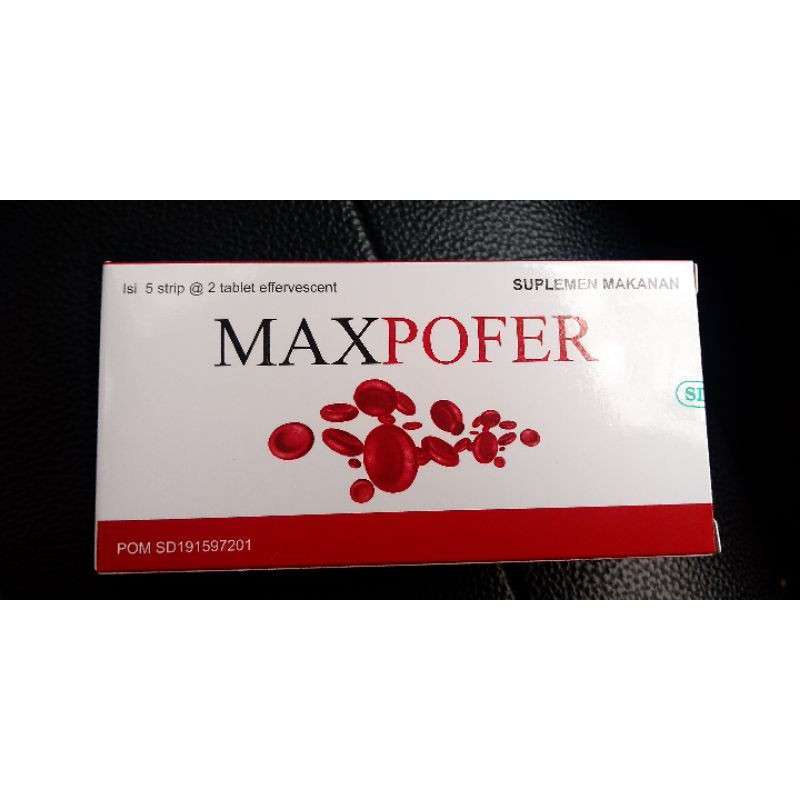 Isi 5 strip @ 2 tablet effervescent
SUPLEMEN MAKANAN
MAXPOFER
POM SD191597201